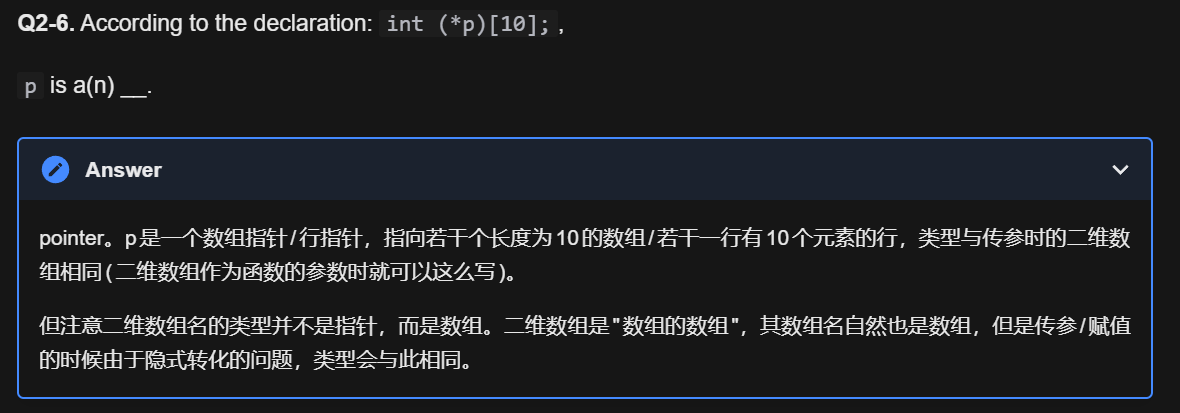 Q2-6. According to the declaration: int (*p)[10]; ,
p is a(n) __.
Answer
pointer。p是一个数组指针/行指针，指向若干个长度为10的数组/若干一行有10个元素的行，类型与传参时的二维数
组相同(二维数组作为函数的参数时就可以这么写)。
但注意二维数组名的类型并不是指针，而是数组。二维数组是"数组的数组"，其数组名自然也是数组，但是传参/赋值
的时候由于隐式转化的问题，类型会与此相同。